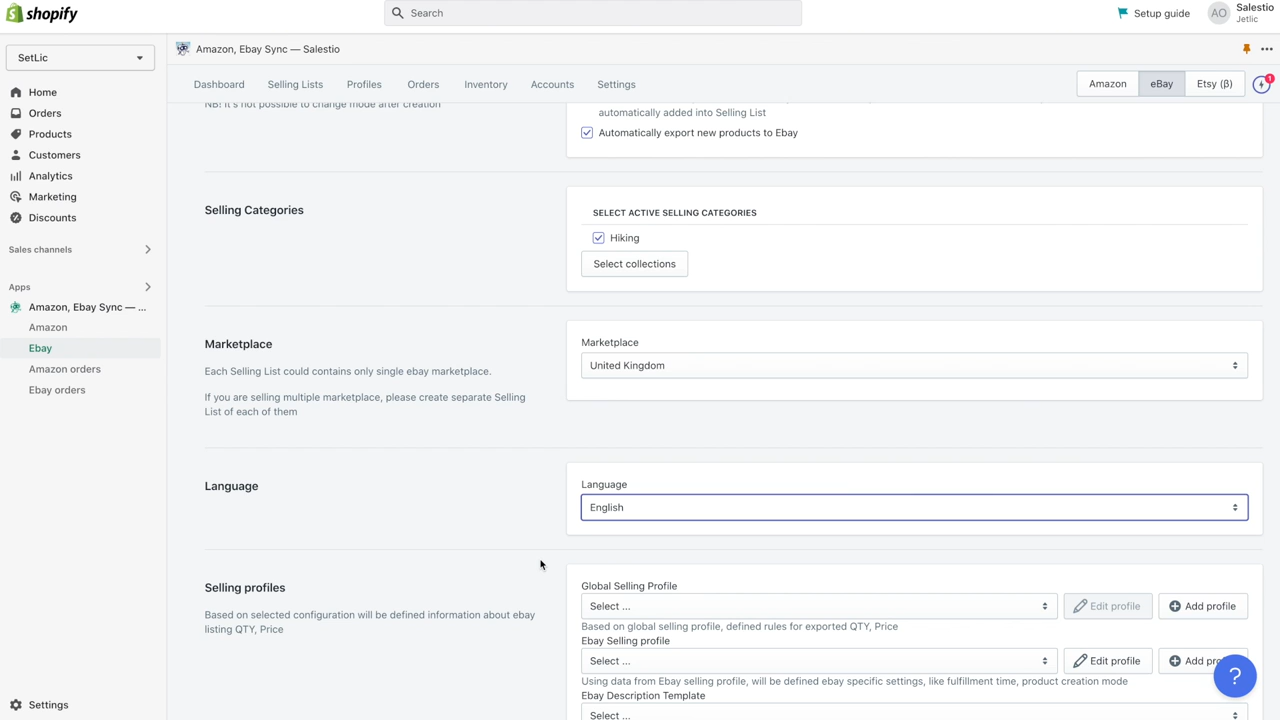 shopify
Search
Setup guide
AO
Salestio
Jetlic
SetLic
Amazon, Ebay Sync — Salestio
Home
Orders
Products
Customers
Analytics
Marketing
Discounts
Sales channels
Apps
Amazon, Ebay Sync — ...
Amazon
Ebay
Amazon orders
Ebay orders
Settings
Dashboard
Selling Lists
Profiles
Orders
Inventory
Accounts
Settings
Amazon
eBay
Etsy (β)
1
NB! It's not possible to change mode after creation
automatically added into Selling List
Automatically export new products to Ebay
Selling Categories
SELECT ACTIVE SELLING CATEGORIES
Hiking
Select collections
Marketplace
Each Selling List could contains only single ebay marketplace.
If you are selling multiple marketplace, please create separate Selling
List of each of them
Marketplace
United Kingdom
Language
Language
English
Selling profiles
Based on selected configuration will be defined information about ebay
listing QTY, Price
Global Selling Profile
Select ...
Edit profile
Add profile
Based on global selling profile, defined rules for exported QTY, Price
Ebay Selling profile
Select ...
Edit profile
Add
Using data from Ebay selling profile, will be defined ebay specific settings, like fulfillment time, product creation mode
Ebay Description Template
Select ...
?